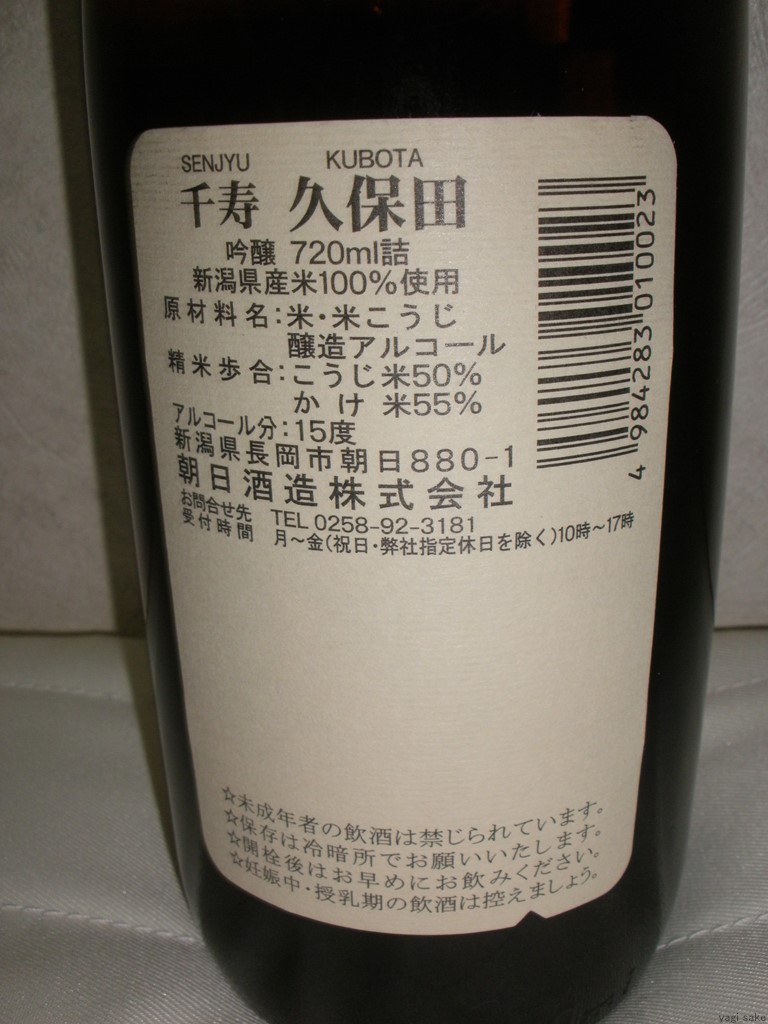 SENJYU KUBOTA
千寿 久保田
吟醸 720ml詰
新潟県産米100%使用
原材料名:米・米こうじ
醸造アルコール
精米歩合:こうじ米50%
かけ 米55%
アルコール分:15度
新潟県長岡市朝日880-1
朝日酒造株式会社
お問合せ先 TEL 0258-92-3181
受付時間 月～金(祝日・弊社指定休日を除く)10時～17時
4 984283 010023
☆未成年者の飲酒は禁じられています。
☆保存は冷暗所でお願いいたします。
☆開栓後はお早めにお飲みください。
☆妊娠中・授乳期の飲酒は控えましょう。
yagi sake